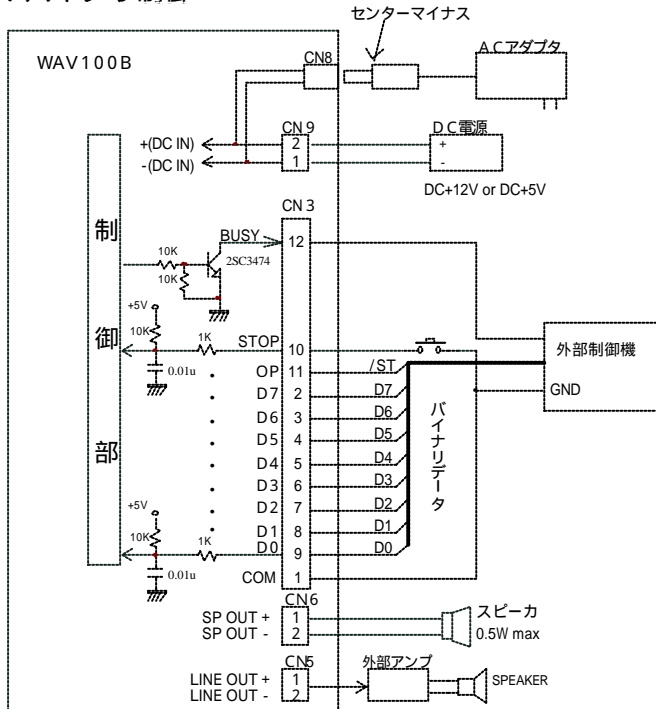 センターマイナス
WAV100B
CN8
ACアダプタ
+(DC IN)
-(DC IN)
CN9
2
1
DC電源
+
-
DC+12V or DC+5V
CN3
制御部
BUSY
12
10K
10K
2SC3474
+5V
10K
1K
0.01u
STOP
10
OP
11
/ST
D7
2
D7
D6
3
D6
D5
4
D5
D4
5
D4
D3
6
D3
D2
7
D2
D1
8
D1
D0
9
D0
COM
1
バイナリデータ
外部制御機
GND
+5V
10K
1K
0.01u
CN6
SP OUT +
1
SP OUT -
2
スピーカ
0.5W max
CN5
LINE OUT +
1
LINE OUT -
2
外部アンプ
SPEAKER